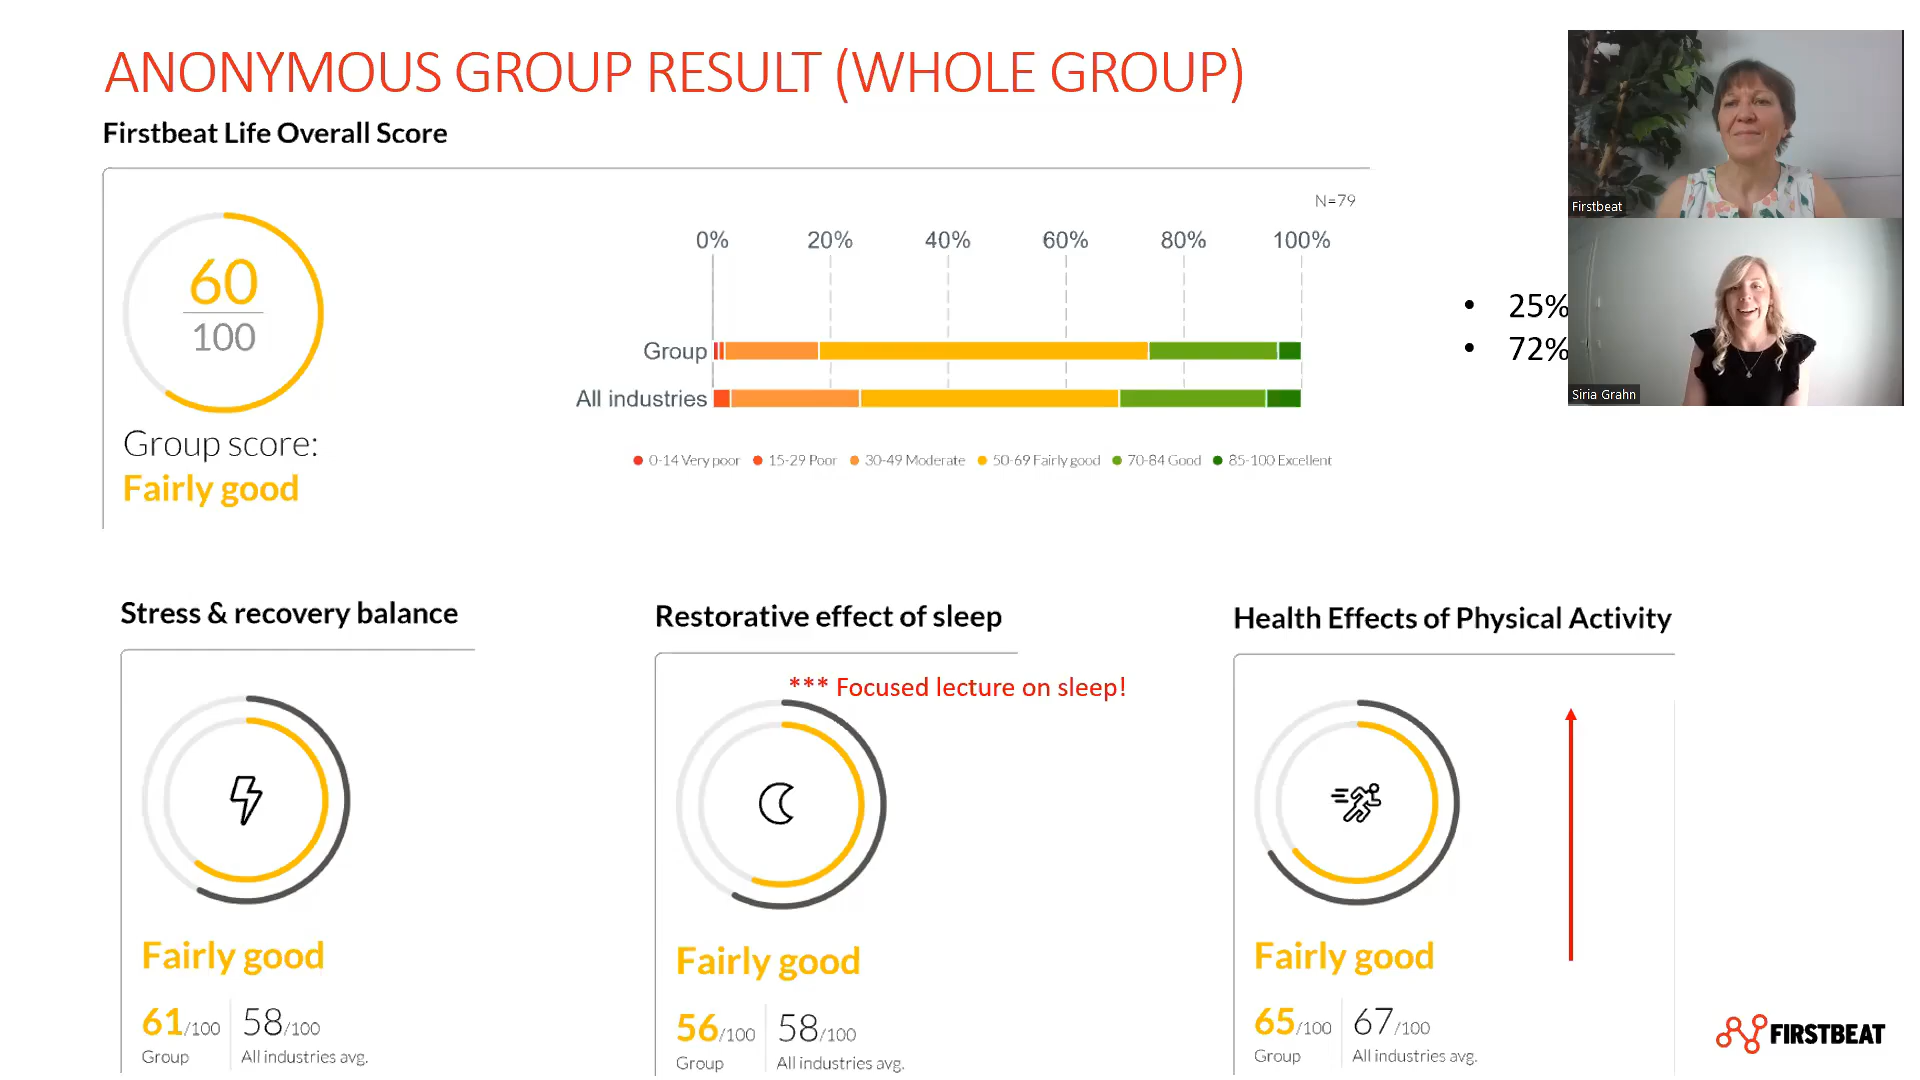 ANONYMOUS GROUP RESULT (WHOLE GROUP)
Firstbeat Life Overall Score
N=79
0% 20% 40% 60% 80% 100%
60
100
Group
All industries
0-14 Very poor 15-29 Poor 30-49 Moderate 50-69 Fairly good 70-84 Good 85-100 Excellent
Group score:
Fairly good
• 25%
• 72%
Firstbeat
Siria Grahn
Stress & recovery balance
Fairly good
61/100 58/100
Group All industries avg.
Restorative effect of sleep
*** Focused lecture on sleep!
Fairly good
56/100 58/100
Group All industries avg.
Health Effects of Physical Activity
Fairly good
65/100 67/100
Group All industries avg.
FIRSTBEAT